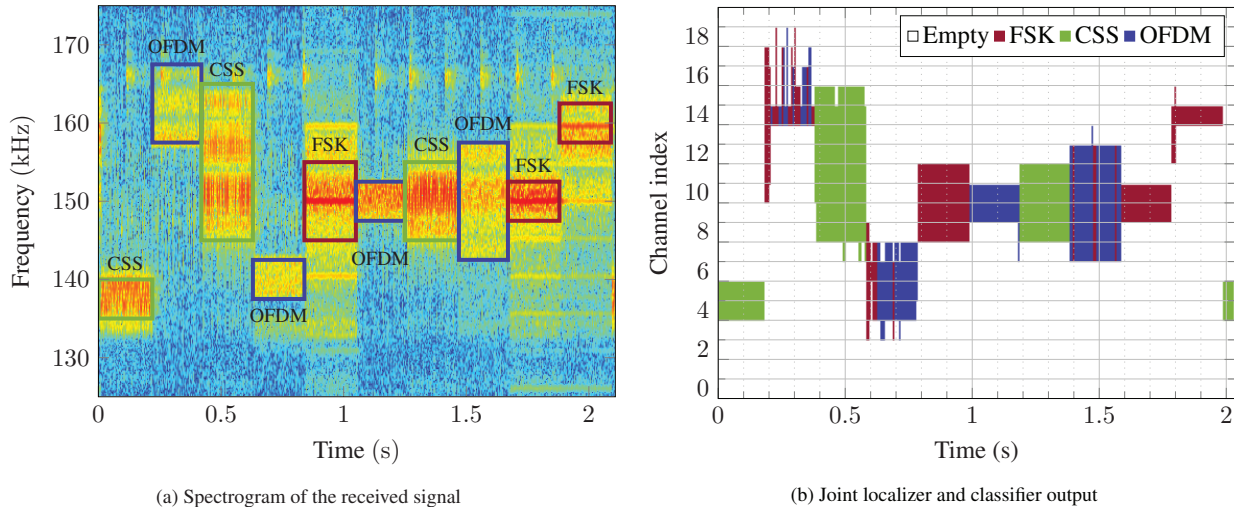 170
160
150
140
130
Frequency (kHz)
OFDM
CSS
FSK
OFDM
FSK
CSS
FSK
CSS
OFDM
OFDM
0
0.5
1
1.5
2
Time (s)
(a) Spectrogram of the received signal
Empty FSK CSS OFDM
18
16
14
12
10
8
6
4
2
0
Channel index
0
0.5
1
1.5
2
Time (s)
(b) Joint localizer and classifier output